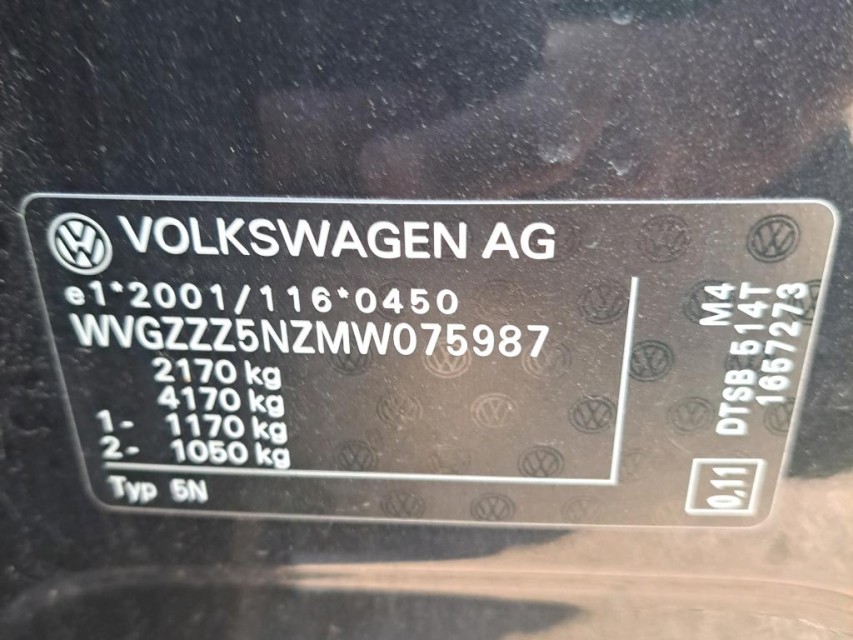 VOLKSWAGEN AG
e1*2001/116*0450
WVGZZZ5NZMW075987
2170 kg
4170 kg
1- 1170 kg
2- 1050 kg
Typ 5N
M4
DTSB 514T
1657273
0.11